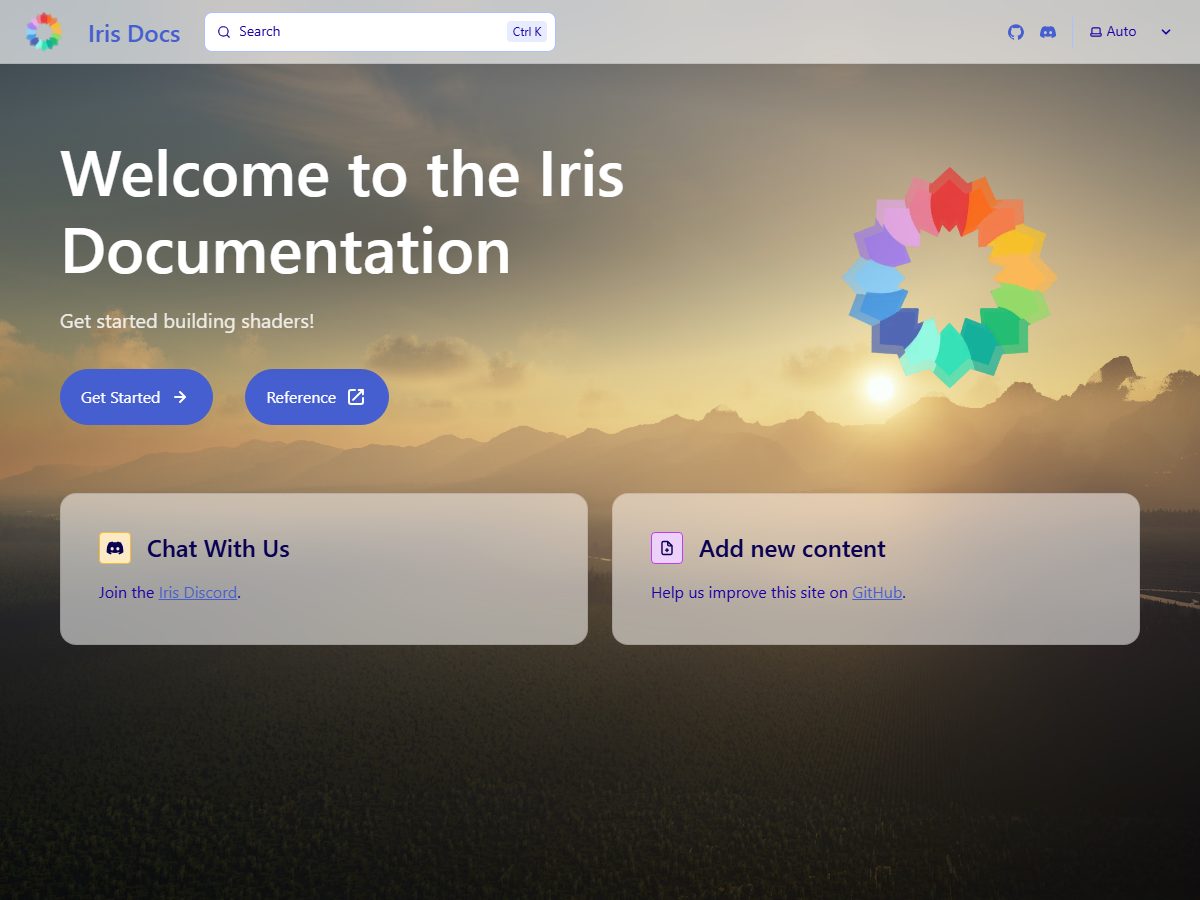 Iris Docs
Search
Ctrl K
Auto
Welcome to the Iris
Documentation
Get started building shaders!
Get Started
Reference
Chat With Us
Join the Iris Discord.
Add new content
Help us improve this site on GitHub.